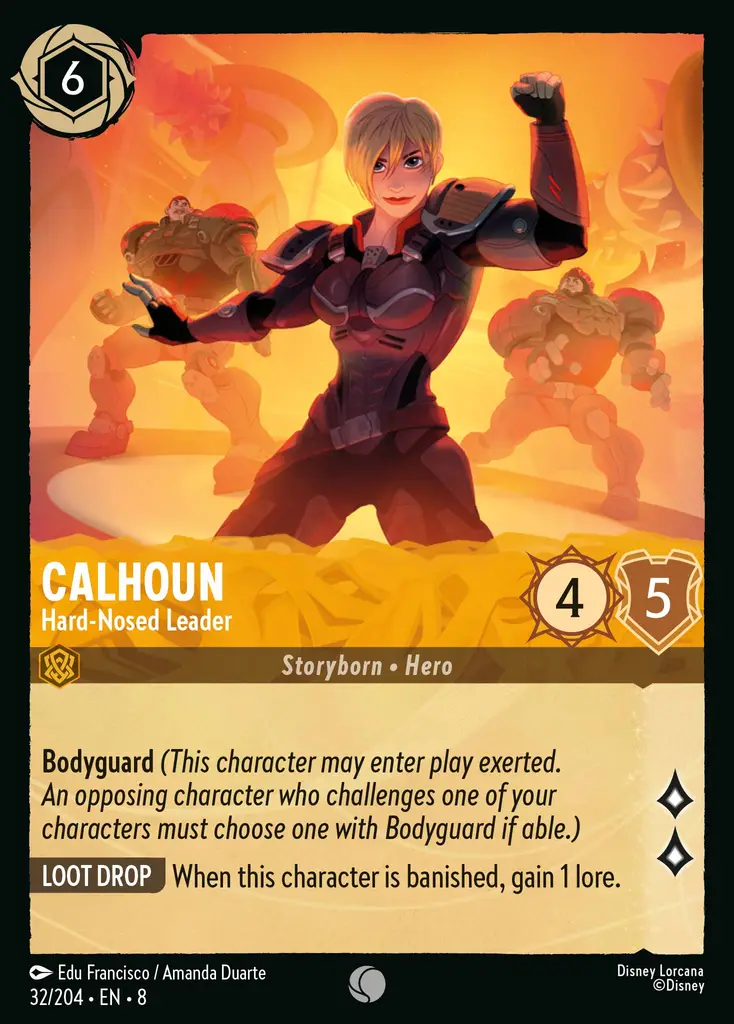 6
CALHOUN
Hard-Nosed Leader
4
5
Storyborn • Hero
Bodyguard (This character may enter play exerted.
An opposing character who challenges one of your
characters must choose one with Bodyguard if able.)
LOOT DROP When this character is banished, gain 1 lore.
Edu Francisco / Amanda Duarte
Disney Lorcana
32/204 • EN • 8
©Disney